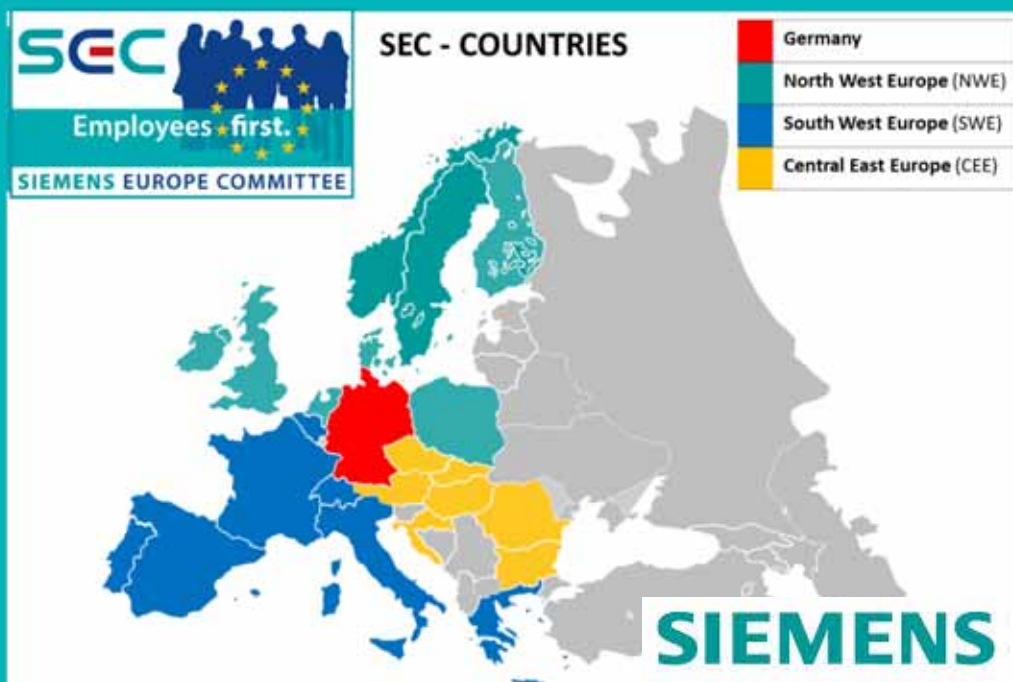 SEC
Employees first.
SIEMENS EUROPE COMMITTEE
SEC - COUNTRIES
Germany
North West Europe (NWE)
South West Europe (SWE)
Central East Europe (CEE)
SIEMENS